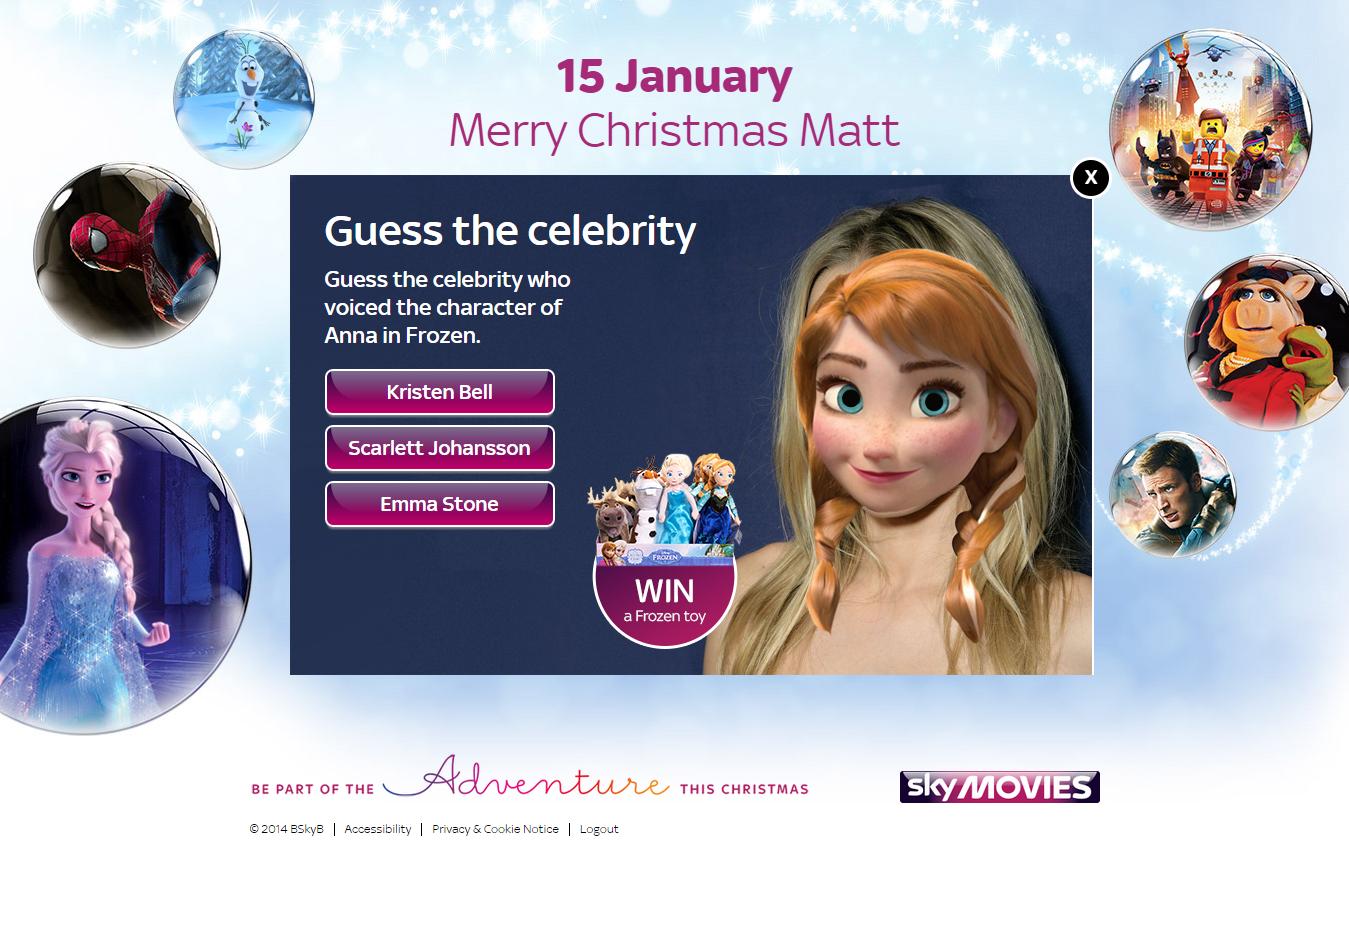 15 January
Merry Christmas Matt
X
Guess the celebrity
Guess the celebrity who
voiced the character of
Anna in Frozen.
Kristen Bell
Scarlett Johansson
Emma Stone
Disney
FROZEN
WIN
a Frozen toy
BE PART OF THE Adventure THIS CHRISTMAS
sky MOVIES
© 2014 BSkyB | Accessibility | Privacy & Cookie Notice | Logout